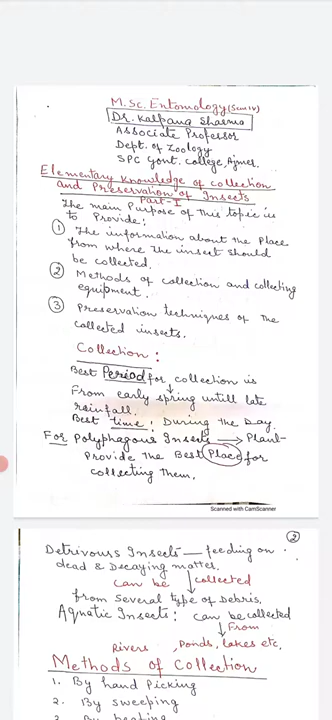 M.Sc. Entomology (Sem IV)
Dr. Kalpana Sharma
Associate Professor
Dept. of Zoology
SPC Govt. College, Ajmer.
Elementary Knowledge of collection
and Preservation of Insects
Part-I
The main Purpose of this topic is
to Provide:
① The information about the Place
from where the insect should
be collected.
② Methods of collection and collecting
equipment.
③ Preservation techniques of the
collected insects.
Collection:
Best Period for collection is
From early spring untill late
rainfall.
Best time: During the Day.
For Polyphagous Insects → Plant-
Provide the Best Place for
collecting them.
Scanned with CamScanner
②
Detrivours Insects — feeding on
dead & Decaying matter.
can be collected
from Several type of Debris.
Aquatic Insects: can be collected
From
Rivers, Ponds, lakes etc.
Methods of Collection
1. By hand Picking
2. By sweeping
3. By beating